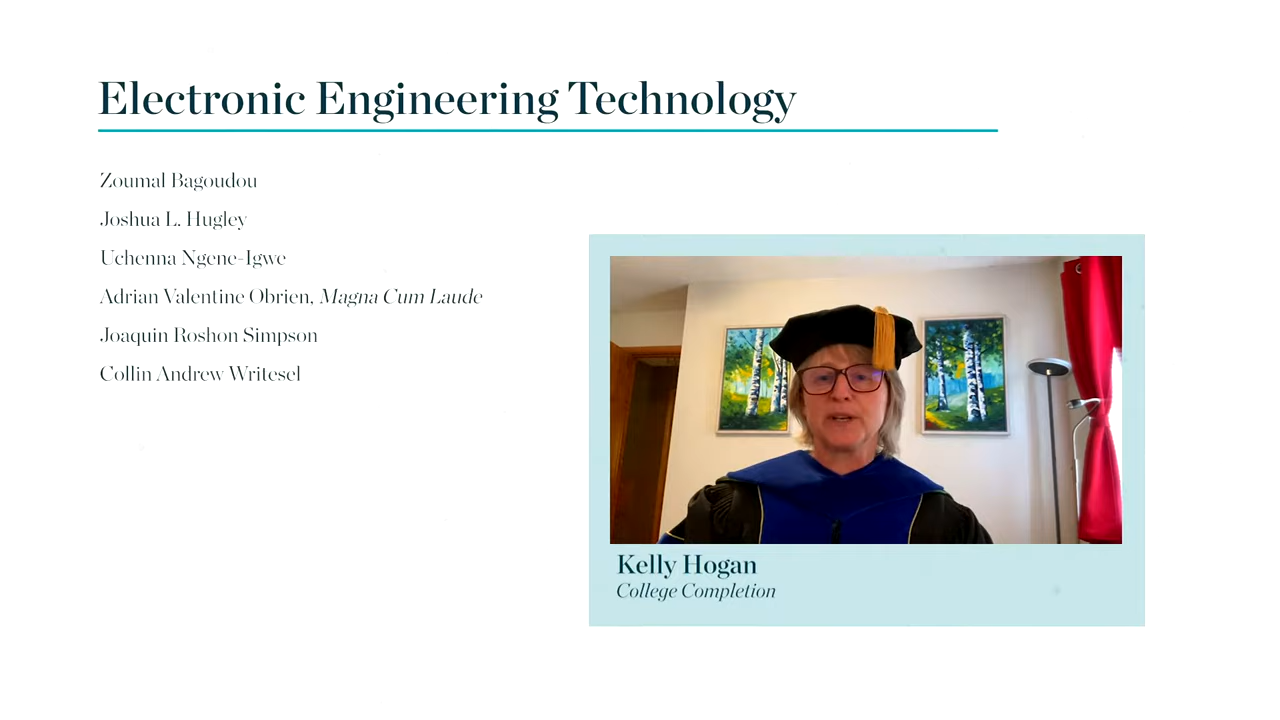 Electronic Engineering Technology
Zoumal Bagoudou
Joshua L. Hugley
Uchenna Ngene-Igwe
Adrian Valentine Obrien, Magna Cum Laude
Joaquin Roshon Simpson
Collin Andrew Writesel
Kelly Hogan
College Completion